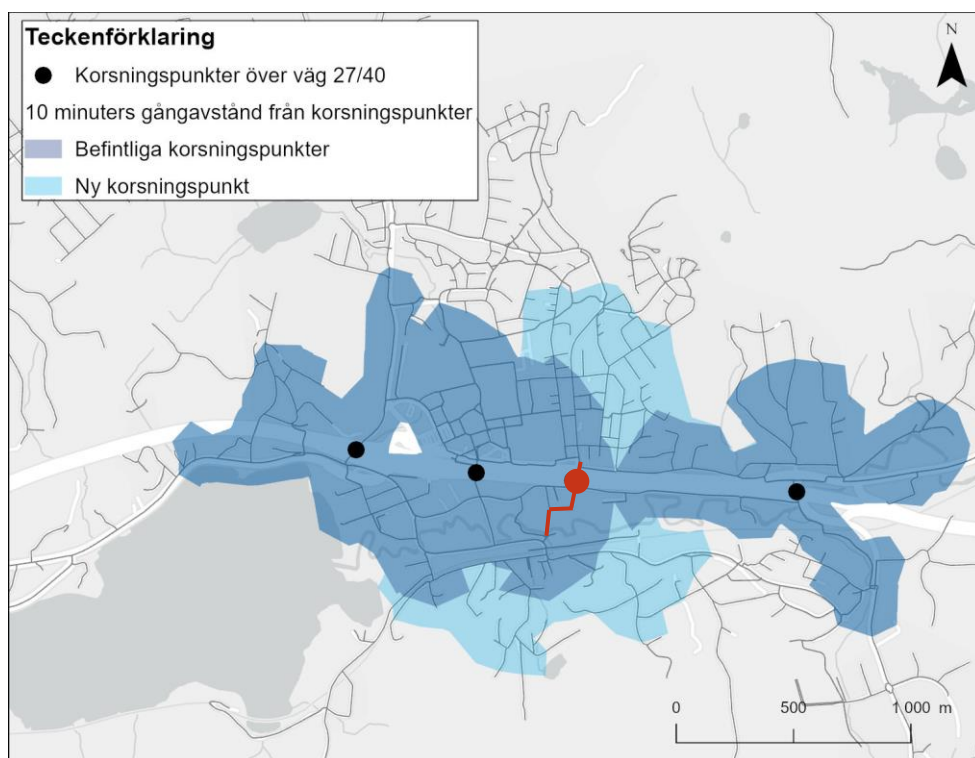 Teckenförklaring
Korsningspunkter över väg 27/40
10 minuters gångavstånd från korsningspunkter
Befintliga korsningspunkter
Ny korsningspunkt
N
0 500 1 000 m